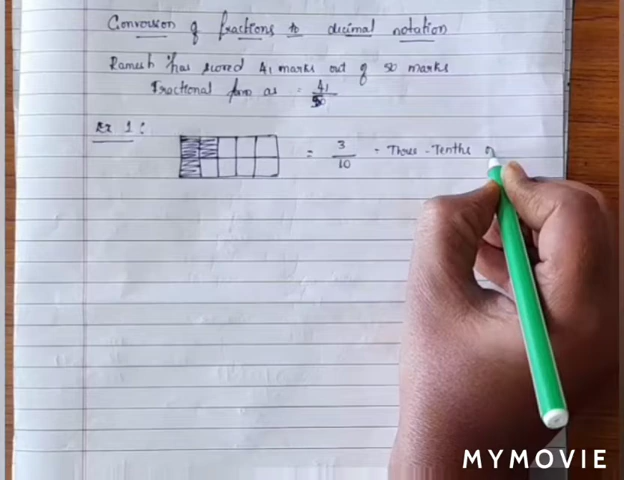 Conversion of fractions to decimal notation
Ramesh has scored 41 marks out of 50 marks
Fractional form as = 41/50
Ex 1 :
= 3/10 - Three - Tenths o
MYMOVIE